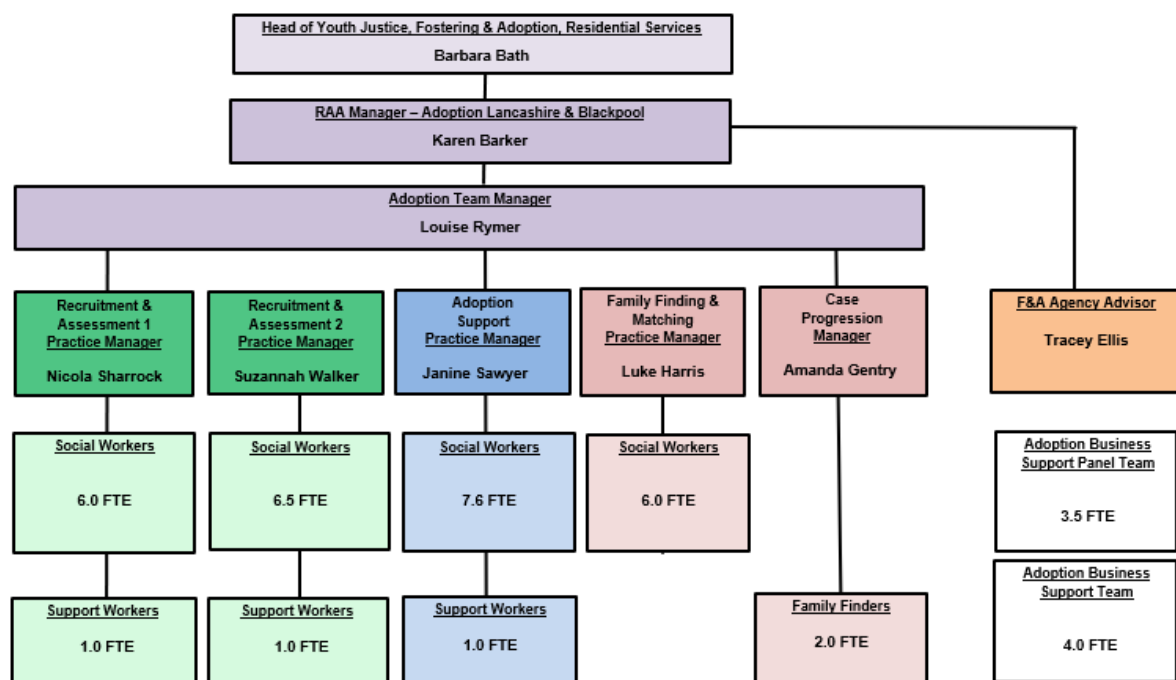 Head of Youth Justice, Fostering & Adoption, Residential Services
Barbara Bath
RAA Manager – Adoption Lancashire & Blackpool
Karen Barker
Adoption Team Manager
Louise Rymer
Recruitment &
Assessment 1
Practice Manager
Nicola Sharrock
Recruitment &
Assessment 2
Practice Manager
Suzannah Walker
Adoption
Support
Practice Manager
Janine Sawyer
Family Finding &
Matching
Practice Manager
Luke Harris
Case
Progression
Manager
Amanda Gentry
F&A Agency Advisor
Tracey Ellis
Social Workers
6.0 FTE
Social Workers
6.5 FTE
Social Workers
7.6 FTE
Social Workers
6.0 FTE
Adoption Business
Support Panel Team
3.5 FTE
Support Workers
1.0 FTE
Support Workers
1.0 FTE
Support Workers
1.0 FTE
Family Finders
2.0 FTE
Adoption Business
Support Team
4.0 FTE